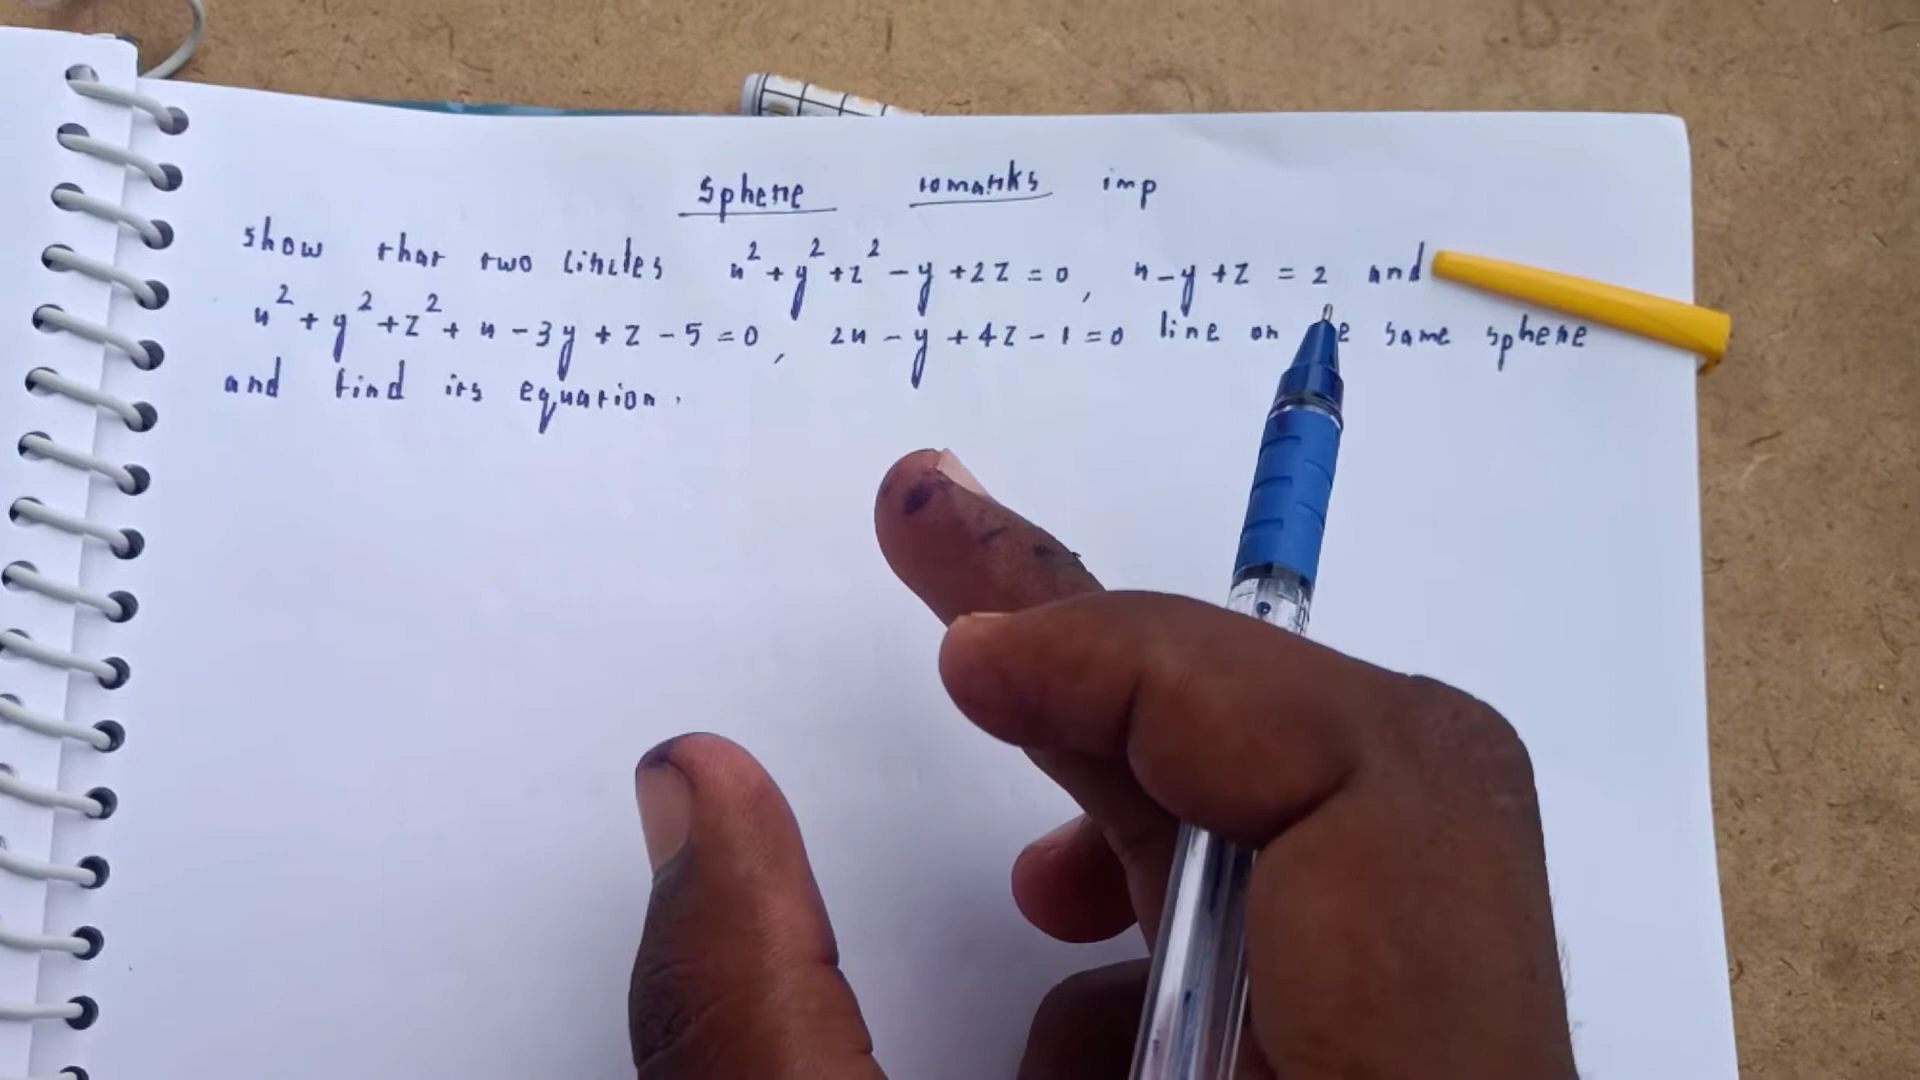 Sphere 10marks imp
show that two circles x² + y² + z² - y + 2z = 0, x - y + z = 2 and
x² + y² + z² + x - 3y + z - 5 = 0, 2x - y + 4z - 1 = 0 line on same sphere
and find its equation.